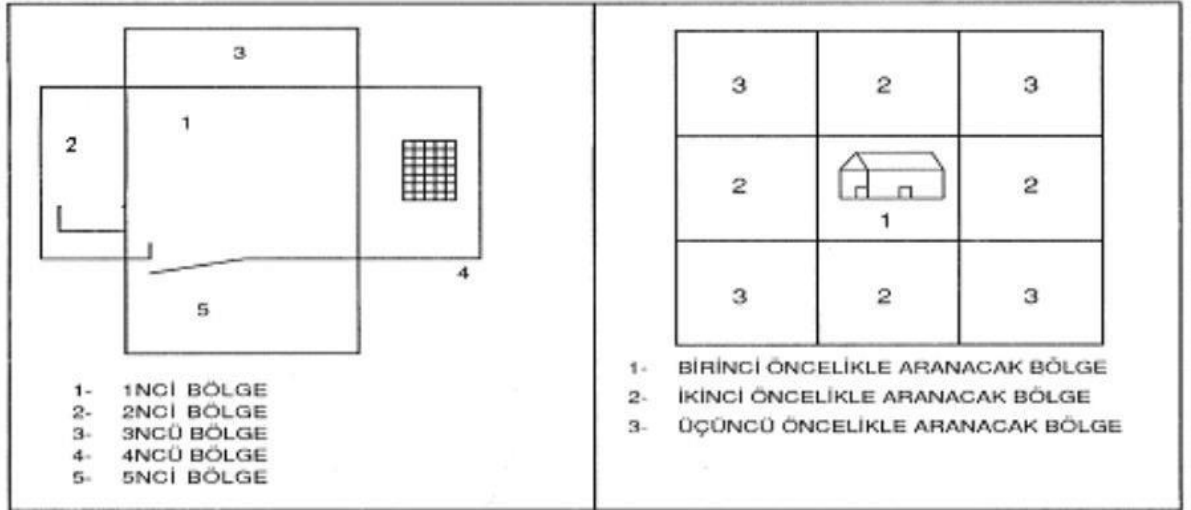 3
1
2
4
5
1- 1NCİ BÖLGE
2- 2NCİ BÖLGE
3- 3NCÜ BÖLGE
4- 4NCÜ BÖLGE
5- 5NCİ BÖLGE
3 2 3
2 1 2
3 2 3
1- BİRİNCİ ÖNCELİKLE ARANACAK BÖLGE
2- İKİNCİ ÖNCELİKLE ARANACAK BÖLGE
3- ÜÇÜNCÜ ÖNCELİKLE ARANACAK BÖLGE